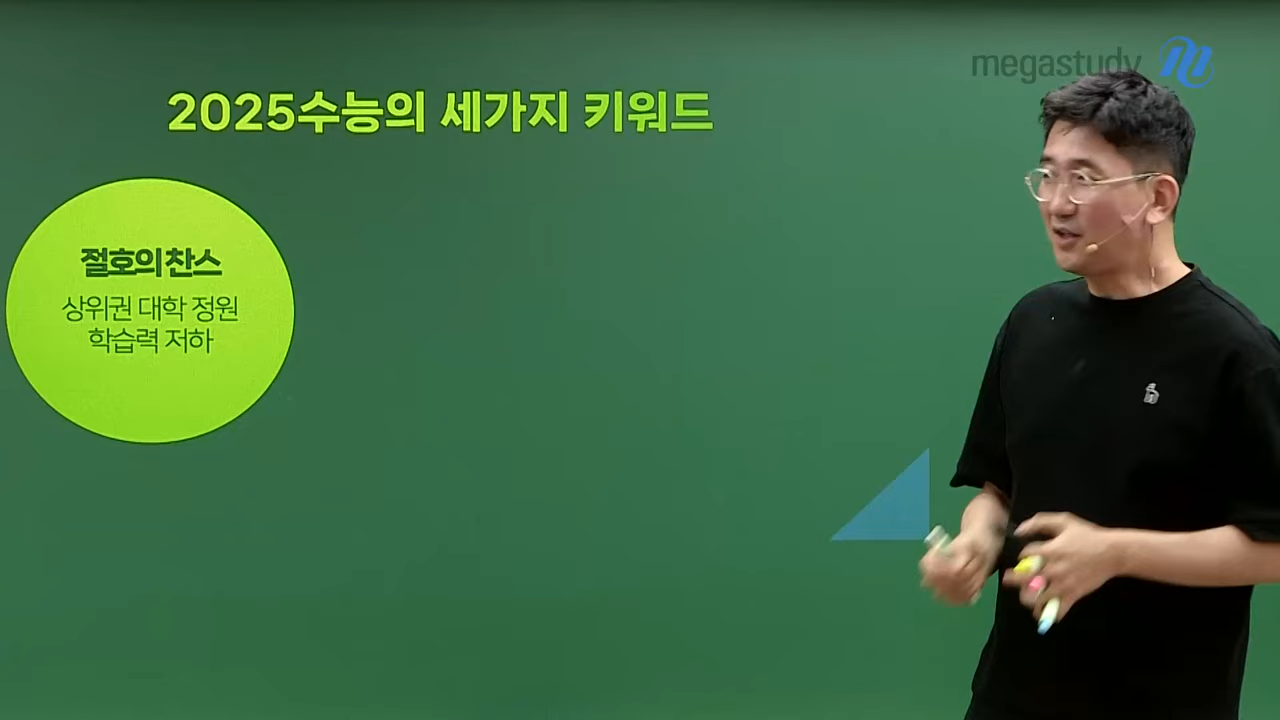 megastudy
2025수능의 세가지 키워드
절호의 찬스
상위권 대학 정원
학습력 저하